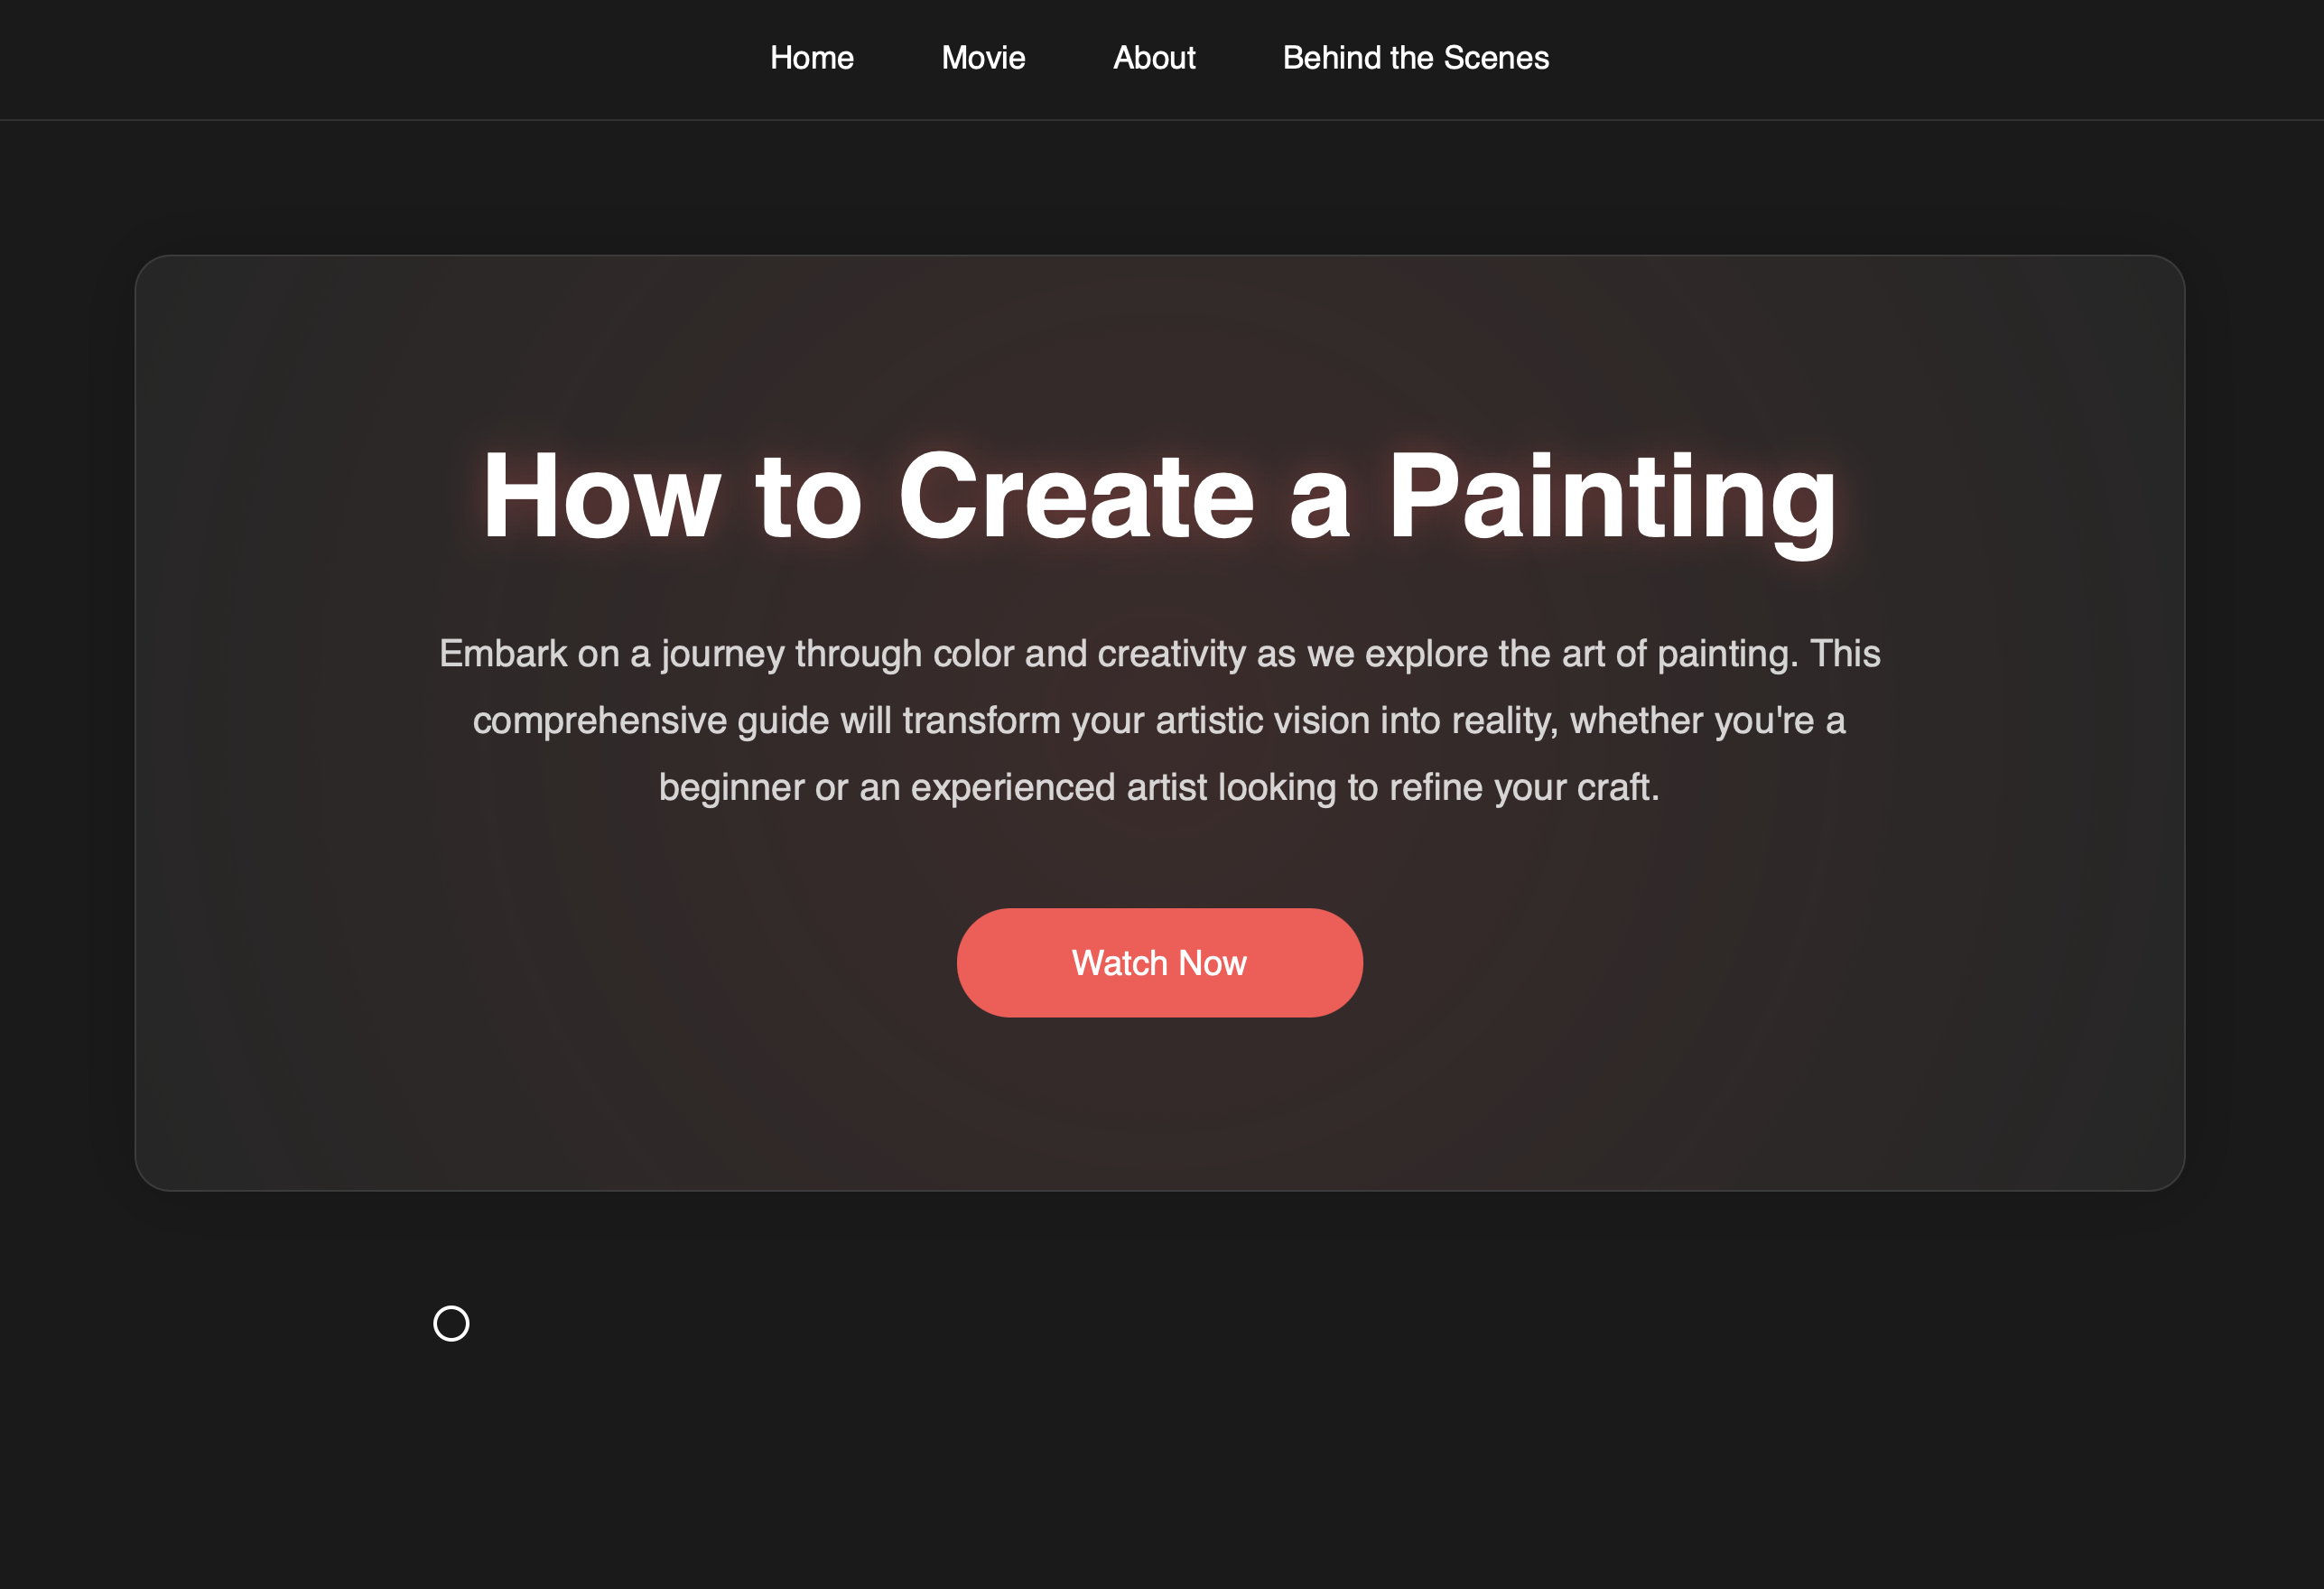 Home Movie About Behind the Scenes
How to Create a Painting
Embark on a journey through color and creativity as we explore the art of painting. This
comprehensive guide will transform your artistic vision into reality, whether you're a
beginner or an experienced artist looking to refine your craft.
Watch Now